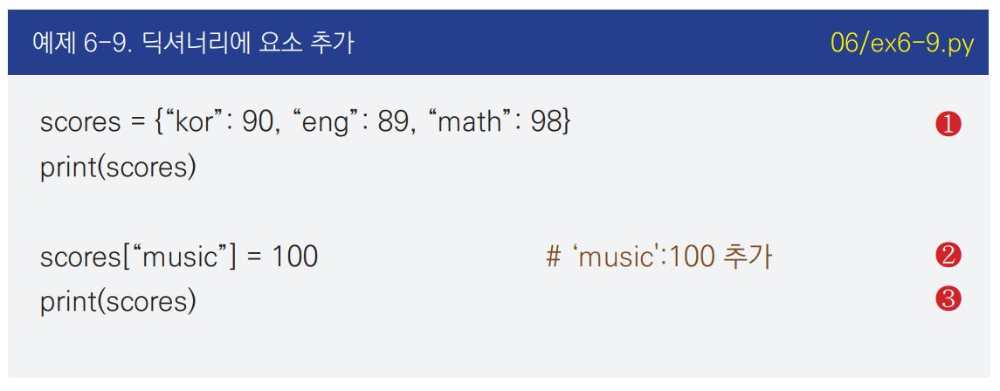 예제 6-9. 딕셔너리에 요소 추가 06/ex6-9.py
scores = {“kor”: 90, “eng”: 89, “math”: 98} ❶
print(scores)
scores[“music”] = 100 # ‘music':100 추가 ❷
print(scores) ❸